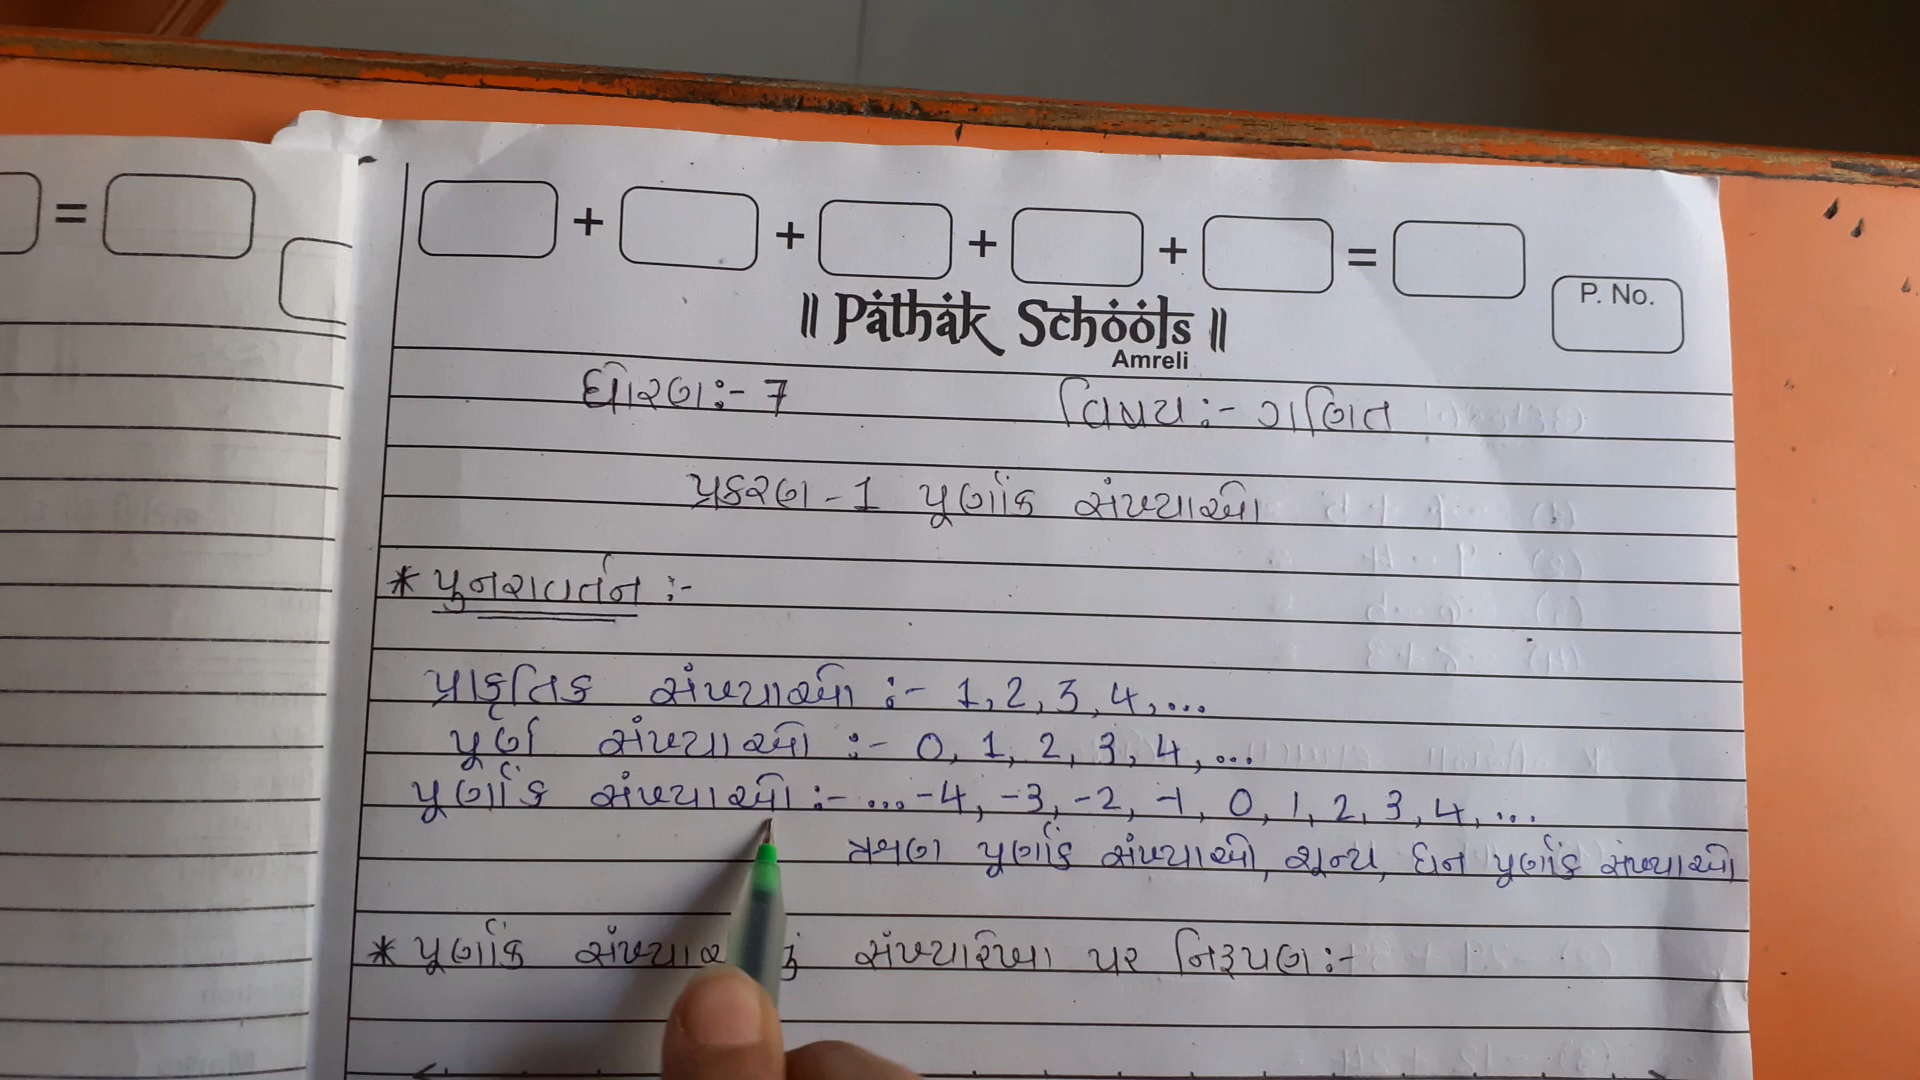 = 
+ + + + =
P. No.
|| Pathak Schools ||
Amreli
ધોરણઃ- 7 વિષયઃ- ગણિત
પ્રકરણ - 1 પૂર્ણાંક સંખ્યાઓ
* પુનરાવર્તન :-
પ્રાકૃતિક સંખ્યાઓ :- 1, 2, 3, 4, ...
પૂર્ણ સંખ્યાઓ :- 0, 1, 2, 3, 4, ...
પૂર્ણાંક સંખ્યાઓ :- ... -4, -3, -2, -1, 0, 1, 2, 3, 4, ...
ઋણ પૂર્ણાંક સંખ્યાઓ, શૂન્ય, ધન પૂર્ણાંક સંખ્યાઓ
* પૂર્ણાંક સંખ્યારેખા પર નિરૂપણ :-